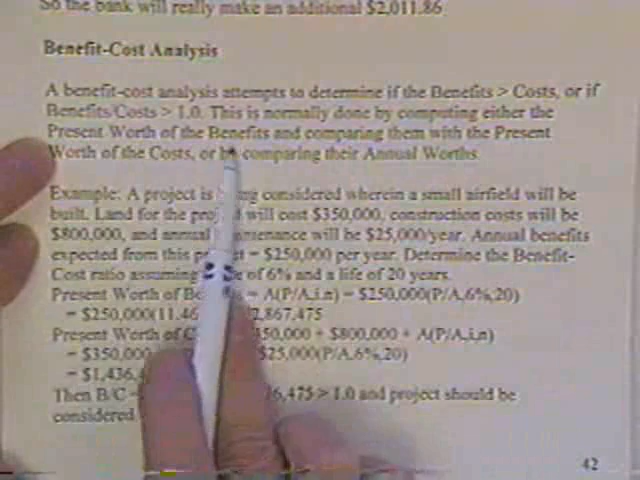 So the bank will really make an additional $2,011.86
Benefit-Cost Analysis
A benefit-cost analysis attempts to determine if the Benefits > Costs, or if
Benefits/Costs > 1.0. This is normally done by computing either the
Present Worth of the Benefits and comparing them with the Present
Worth of the Costs, or by comparing their Annual Worths.
Example: A project is being considered wherein a small airfield will be
built. Land for the proj will cost $350,000, construction costs will be
$800,000, and annual maintenance will be $25,000/year. Annual benefits
expected from this pr t = $250,000 per year. Determine the Benefit-
Cost ratio assuming of 6% and a life of 20 years.
Present Worth of Be = A(P/A,i,n) = $250,000(P/A,6%,20)
= $250,000(11.46 2,867,475
Present Worth of C 50,000 + $800,000 + A(P/A,i,n)
= $350, $25,000(P/A,6%,20)
= $1,436,
Then B/C = 6,475 > 1.0 and project should be
considered
42